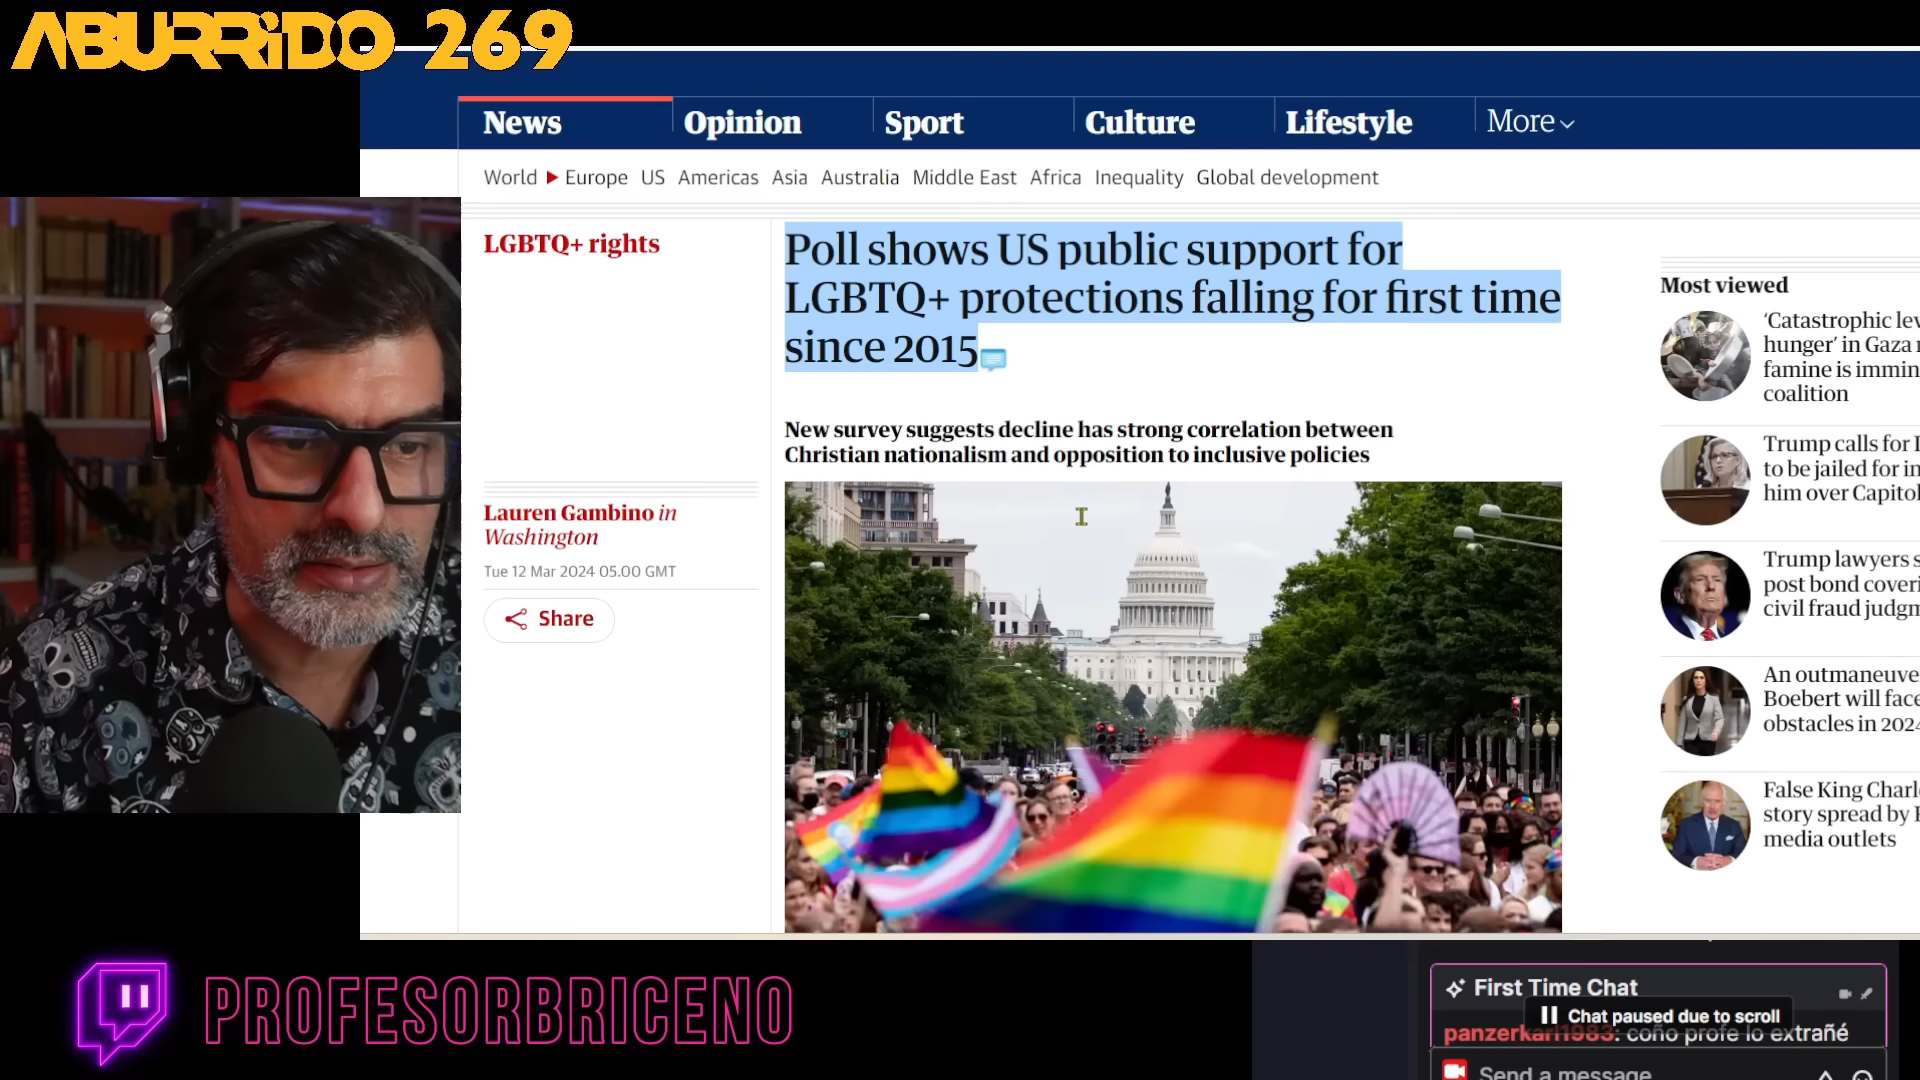 ABURRiDO 269
News
Opinion
Sport
Culture
Lifestyle
More
World
Europe
US
Americas
Asia
Australia
Middle East
Africa
Inequality
Global development
LGBTQ+ rights
Poll shows US public support for
LGBTQ+ protections falling for first time
since 2015
New survey suggests decline has strong correlation between
Christian nationalism and opposition to inclusive policies
Lauren Gambino in
Washington
Tue 12 Mar 2024 05.00 GMT
Share
Most viewed
‘Catastrophic lev
hunger’ in Gaza
famine is immin
coalition
Trump calls for
to be jailed for in
him over Capitol
Trump lawyers s
post bond coveri
civil fraud judgm
An outmaneuve
Boebert will face
obstacles in 2024
False King Charl
story spread by
media outlets
PROFESORBRICENO
First Time Chat
Chat paused due to scroll
panzerkarl1983: coño profe lo extrañé
Send a message